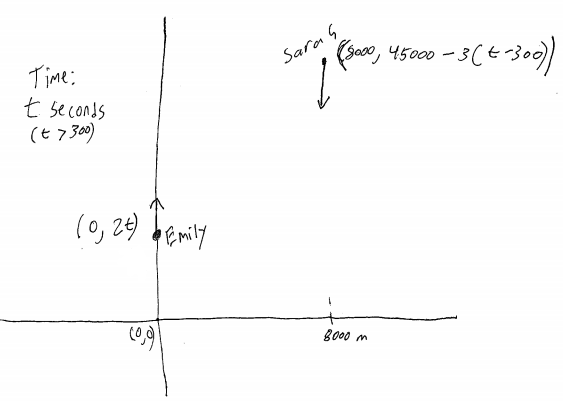 Sarah (8000, 45000 - 3(t-300))
Time:
t seconds
(t > 300)
(0, 2t) Emily
(0,0)
8000 m